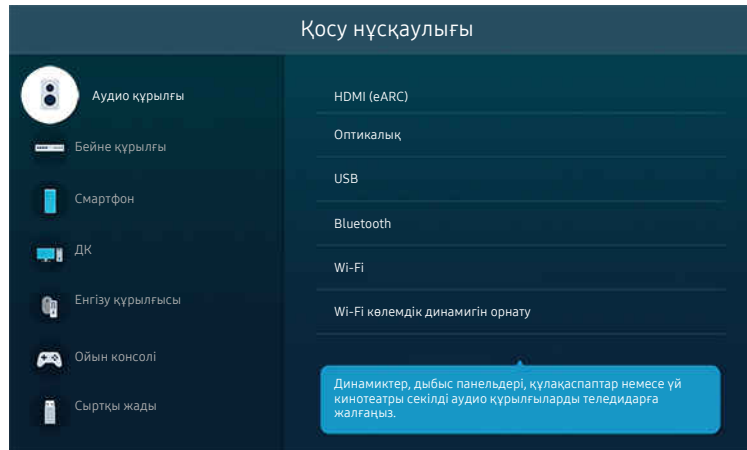 Қосу нұсқаулығы
Аудио құрылғы
Бейне құрылғы
Смартфон
ДК
Енгізу құрылғысы
Ойын консолі
Сыртқы жады
HDMI (eARC)
Оптикалық
USB
Bluetooth
Wi-Fi
Wi-Fi көлемдік динамигін орнату
Динамиктер, дыбыс панельдері, құлақаспаптар немесе үй
кинотеатры секілді аудио құрылғыларды теледидарға
жалғаңыз.